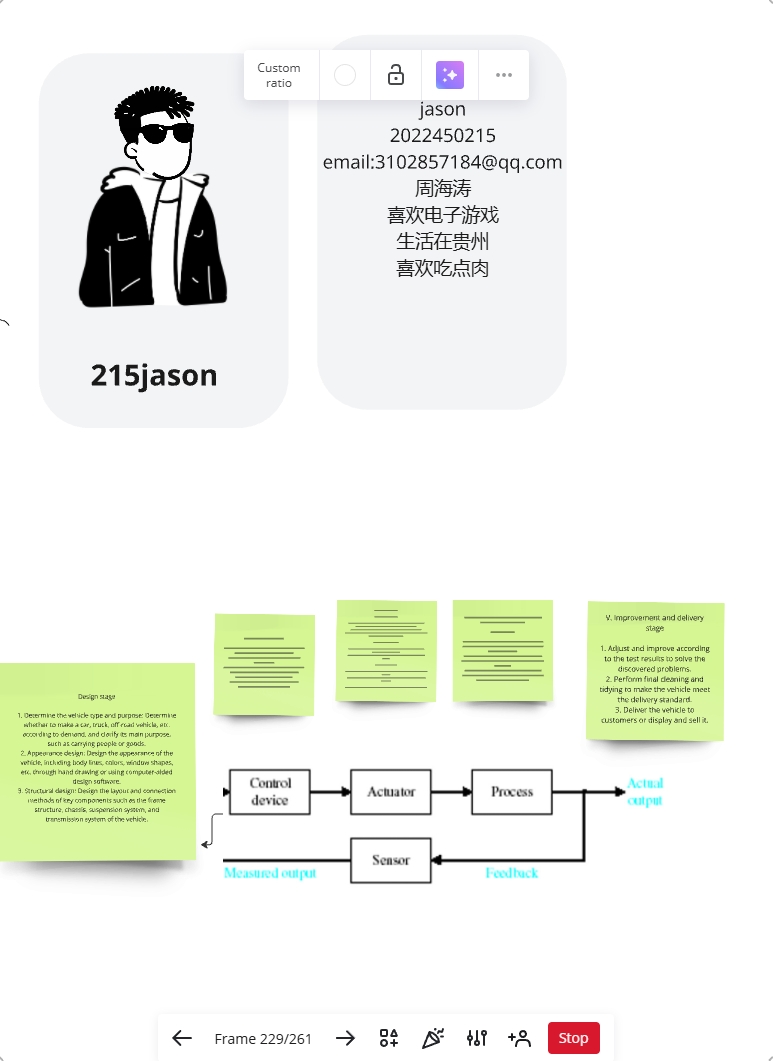 Custom
ratio
jason
2022450215
email:3102857184@qq.com
周海涛
喜欢电子游戏
生活在贵州
喜欢吃点肉
215jason
V. Improvement and delivery
stage
1. Adjust and improve according
to the test results to solve the
discovered problems.
2. Perform final cleaning and
tidying to make the vehicle meet
the delivery standard.
3. Deliver the vehicle to
customers or display and sell it.
Design stage
1. Determine the vehicle type and purpose: Determine
whether to make a car, truck, off-road vehicle, etc.
according to demand, and clarify its main purpose,
such as carrying people or goods.
2. Appearance design: Design the appearance of the
vehicle, including body lines, colors, window shapes,
etc. through hand drawing or using computer-aided
design software.
3. Structural design: Design the layout and connection
methods of key components such as the frame
structure, chassis, suspension system, and
transmission system of the vehicle.
Control
device
Actuator
Process
Actual
output
Sensor
Measured output
Feedback
Frame 229/261
Stop